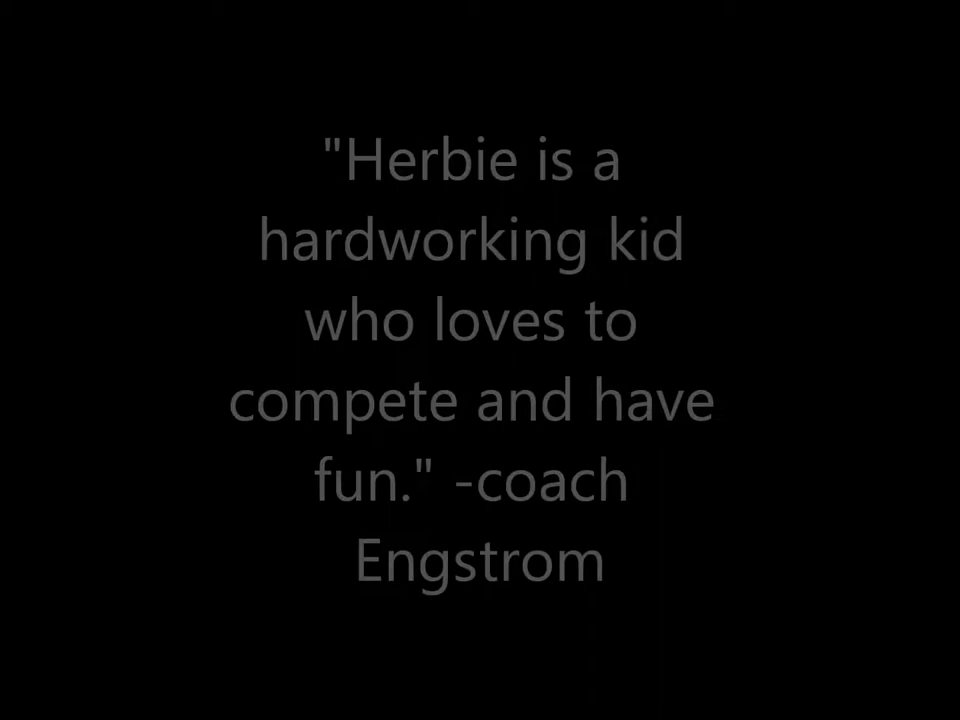 "Herbie is a
hardworking kid
who loves to
compete and have
fun." -coach
Engstrom